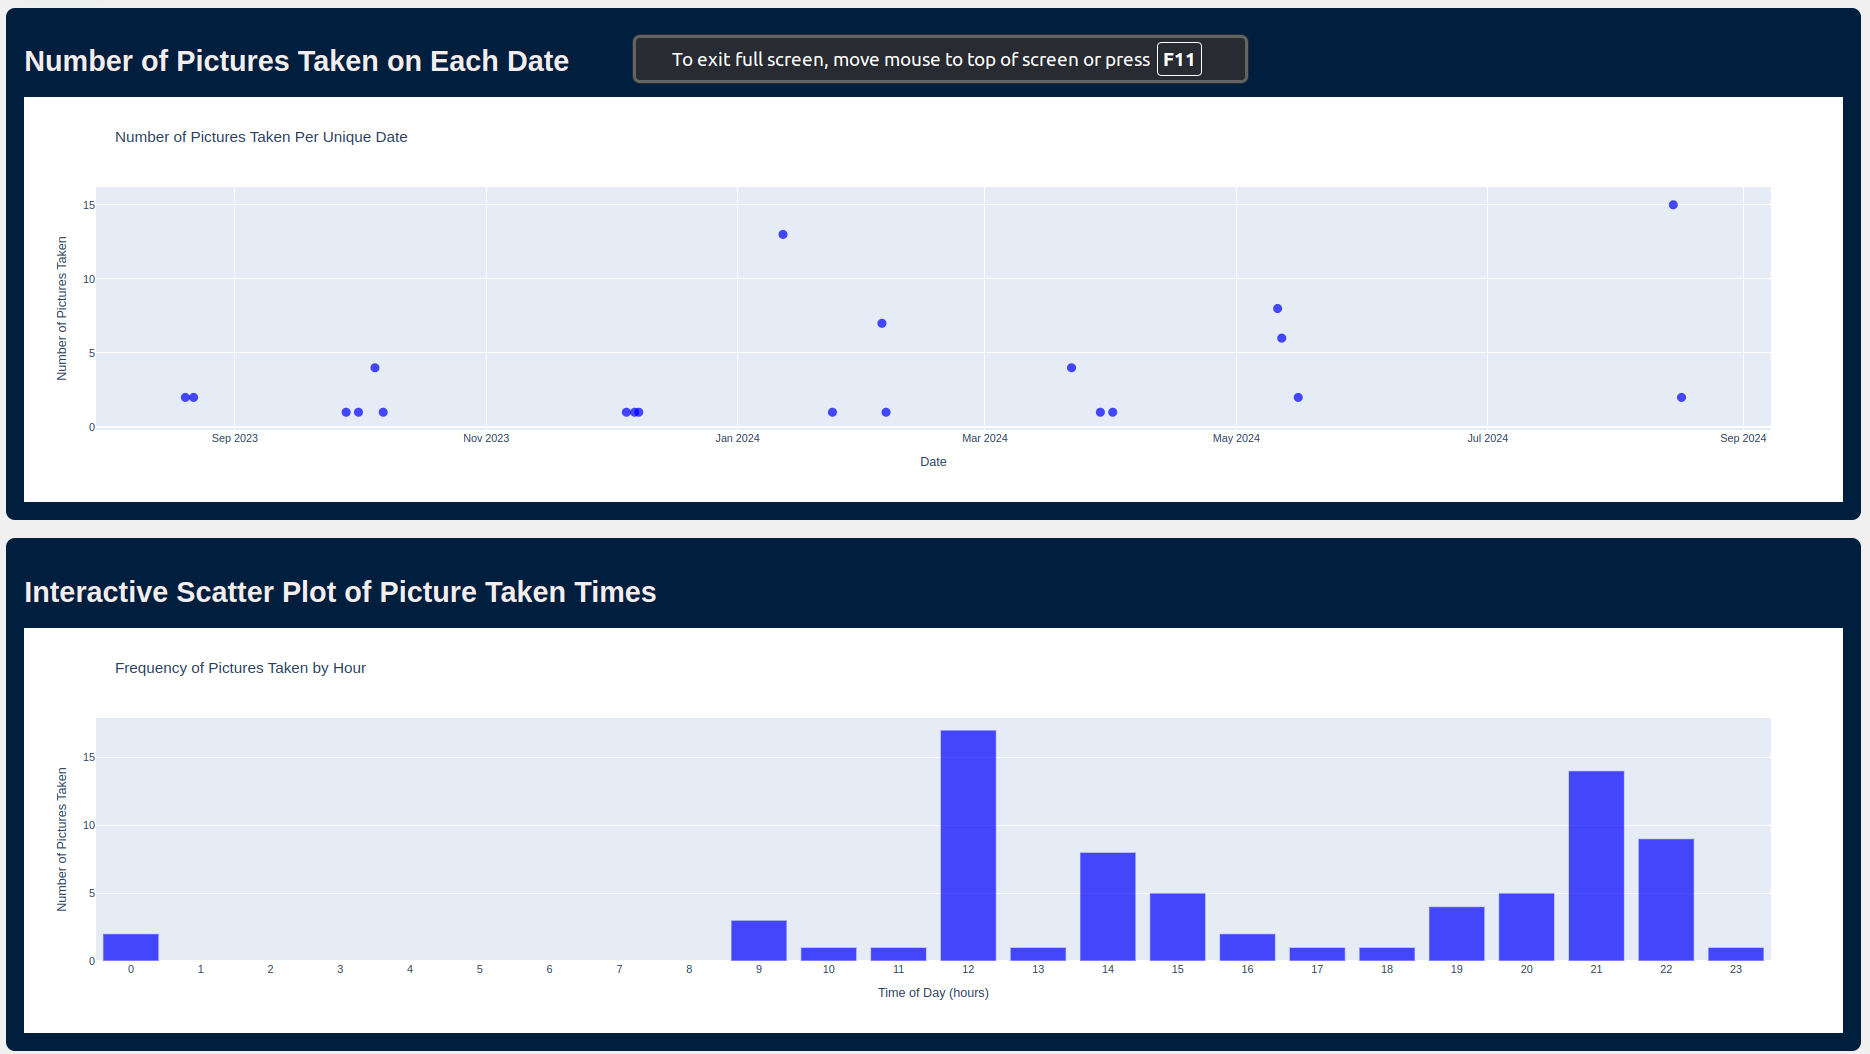 Number of Pictures Taken on Each Date
To exit full screen, move mouse to top of screen or press F11
Number of Pictures Taken Per Unique Date
Number of Pictures Taken
15
10
5
0
Sep 2023 Nov 2023 Jan 2024 Mar 2024 May 2024 Jul 2024 Sep 2024
Date
Interactive Scatter Plot of Picture Taken Times
Frequency of Pictures Taken by Hour
Number of Pictures Taken
15
10
5
0
0 1 2 3 4 5 6 7 8 9 10 11 12 13 14 15 16 17 18 19 20 21 22 23
Time of Day (hours)